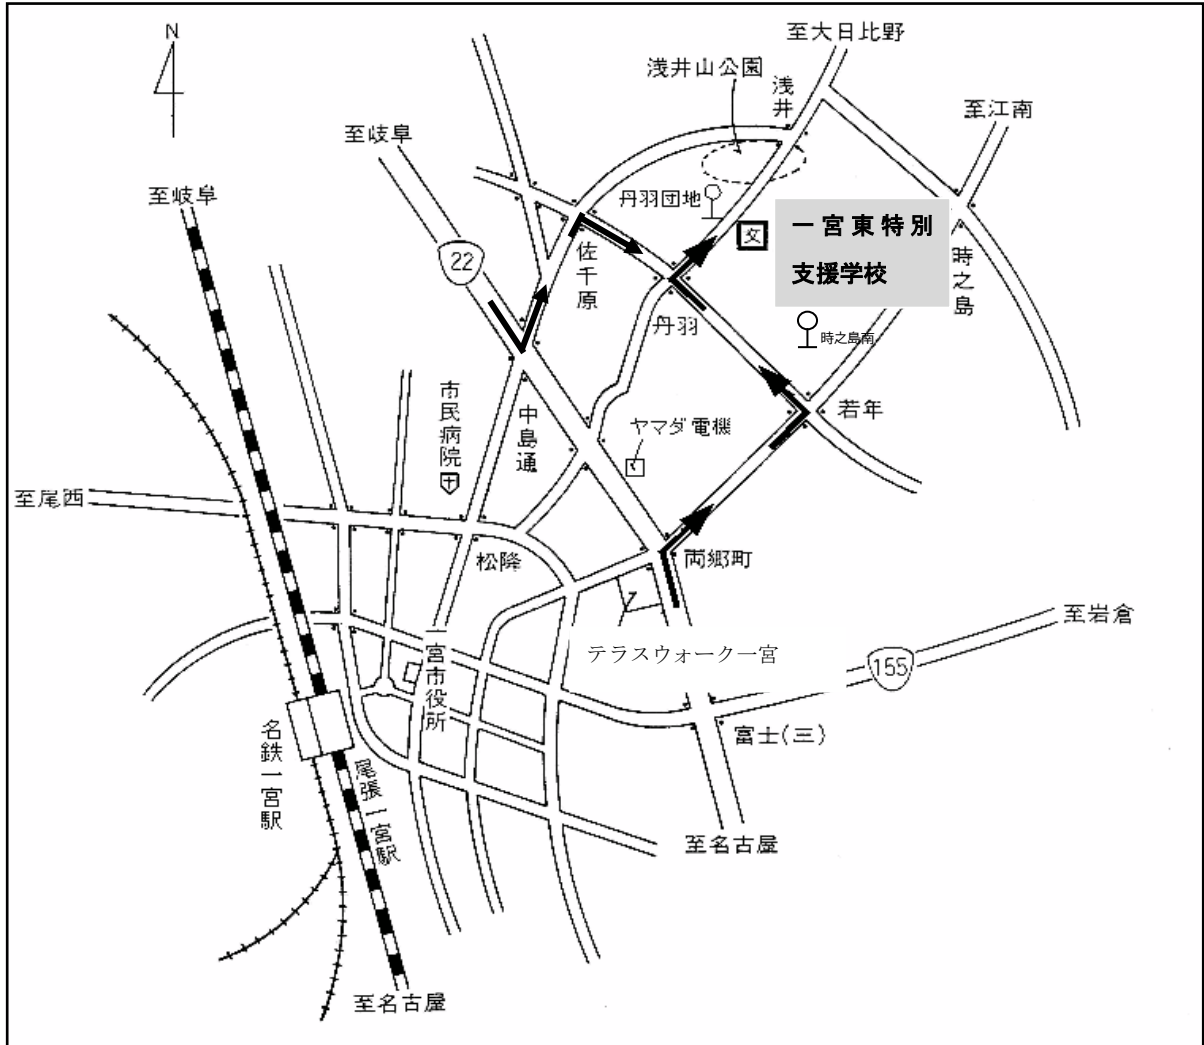 N
至大日比野
浅井山公園
浅井
至江南
至岐阜
至岐阜
丹羽団地
文
一宮東特別
支援学校
22
佐千原
時之島
丹羽
時之島南
市民病院
中島通
ヤマダ電機
若年
至尾西
松降
両郷町
至岩倉
テラスウォーク一宮
155
一宮市役所
富士(三)
名鉄一宮駅
尾張一宮駅
至名古屋
至名古屋